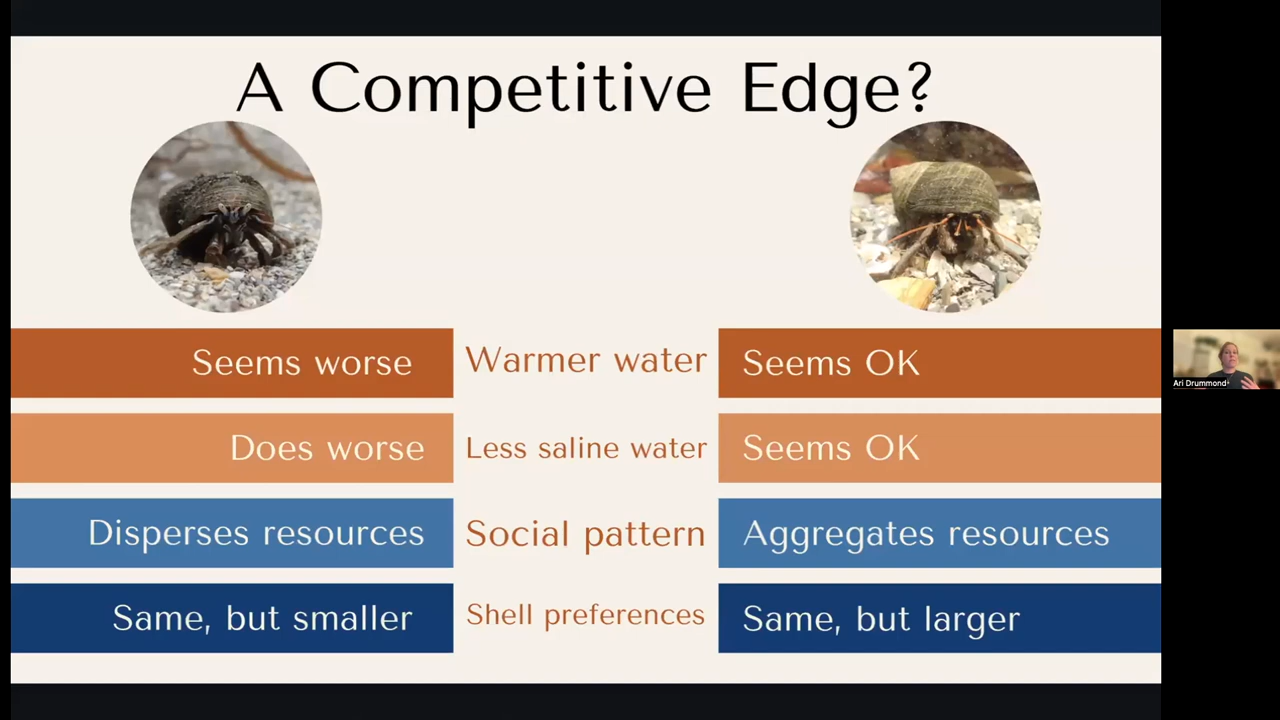 A Competitive Edge?
Seems worse
Warmer water
Seems OK
Does worse
Less saline water
Seems OK
Disperses resources
Social pattern
Aggregates resources
Same, but smaller
Shell preferences
Same, but larger
Ari Drummond